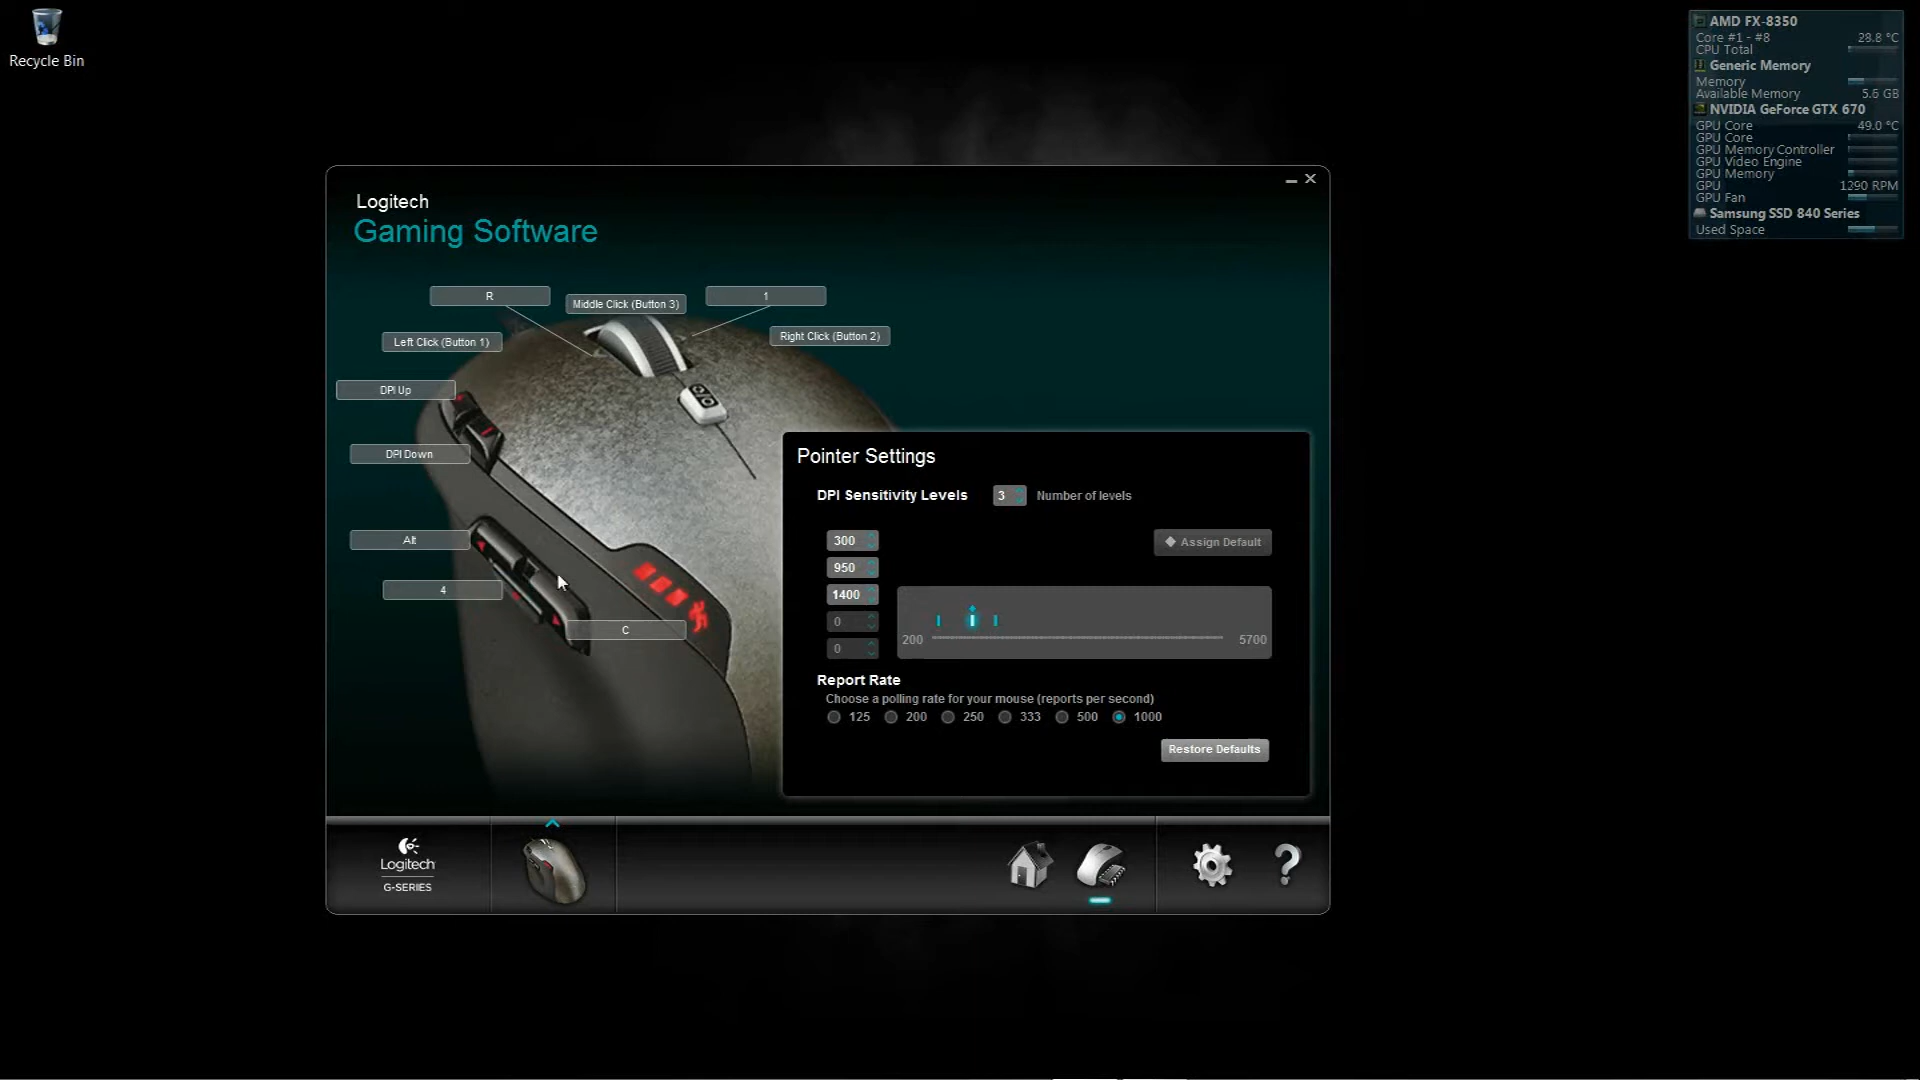 Recycle Bin
AMD FX-8350
Core #1 - #8 28.8 °C
CPU Total
Generic Memory
Memory
Available Memory 5.6 GB
NVIDIA GeForce GTX 670
GPU Core 49.0 °C
GPU Core
GPU Memory Controller
GPU Video Engine
GPU Memory
GPU 1290 RPM
GPU Fan
Samsung SSD 840 Series
Used Space
Logitech
Gaming Software
R
Middle Click (Button 3)
1
Left Click (Button 1)
Right Click (Button 2)
DPI Up
DPI Down
Alt
4
C
Pointer Settings
DPI Sensitivity Levels 3 Number of levels
300
Assign Default
950
1400
0
0
200 5700
Report Rate
Choose a polling rate for your mouse (reports per second)
125 200 250 333 500 1000
Restore Defaults
Logitech
G-SERIES